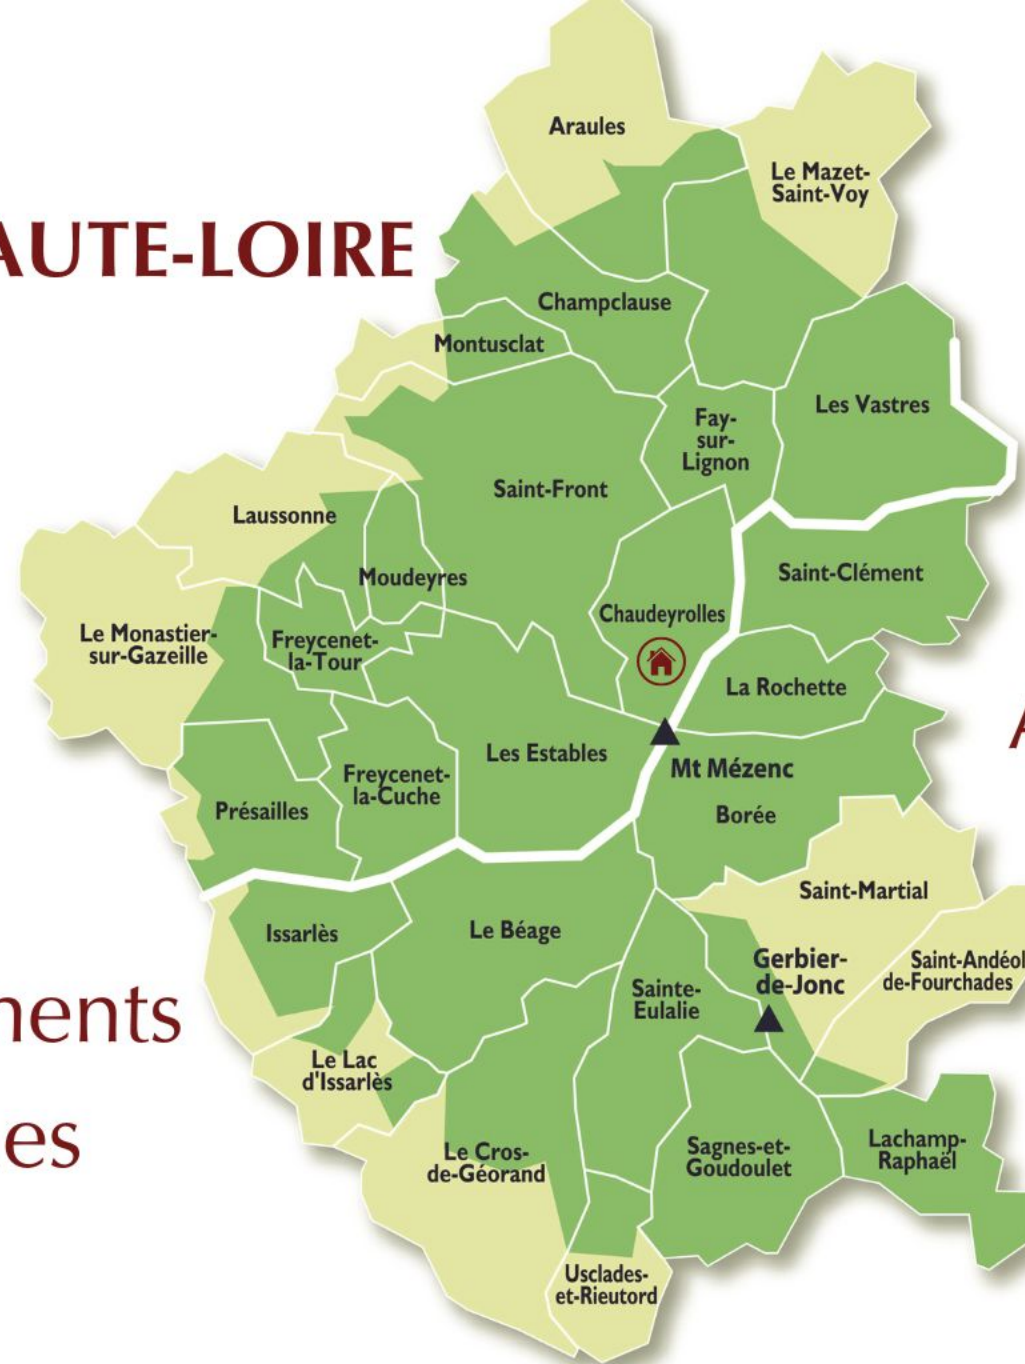 Araules
Le Mazet-
Saint-Voy
AUTE-LOIRE
Champclause
Montusclat
Les Vastres
Fay-
sur-
Lignon
Saint-Front
Laussonne
Saint-Clément
Moudeyres
Chaudeyrolles
Le Monastier-
sur-Gazeille
Freycenet-
la-Tour
La Rochette
A
Les Estables
Mt Mézenc
Freycenet-
la-Cuche
Présailles
Borée
Saint-Martial
Issarlès
Le Béage
Gerbier-
de-Jonc
Saint-Andéol
de-Fourchades
Sainte-
Eulalie
nents
Le Lac
d'Issarlès
es
Le Cros-
de-Géorand
Sagnes-et-
Goudoulet
Lachamp-
Raphaël
Usclades-
et-Rieutord